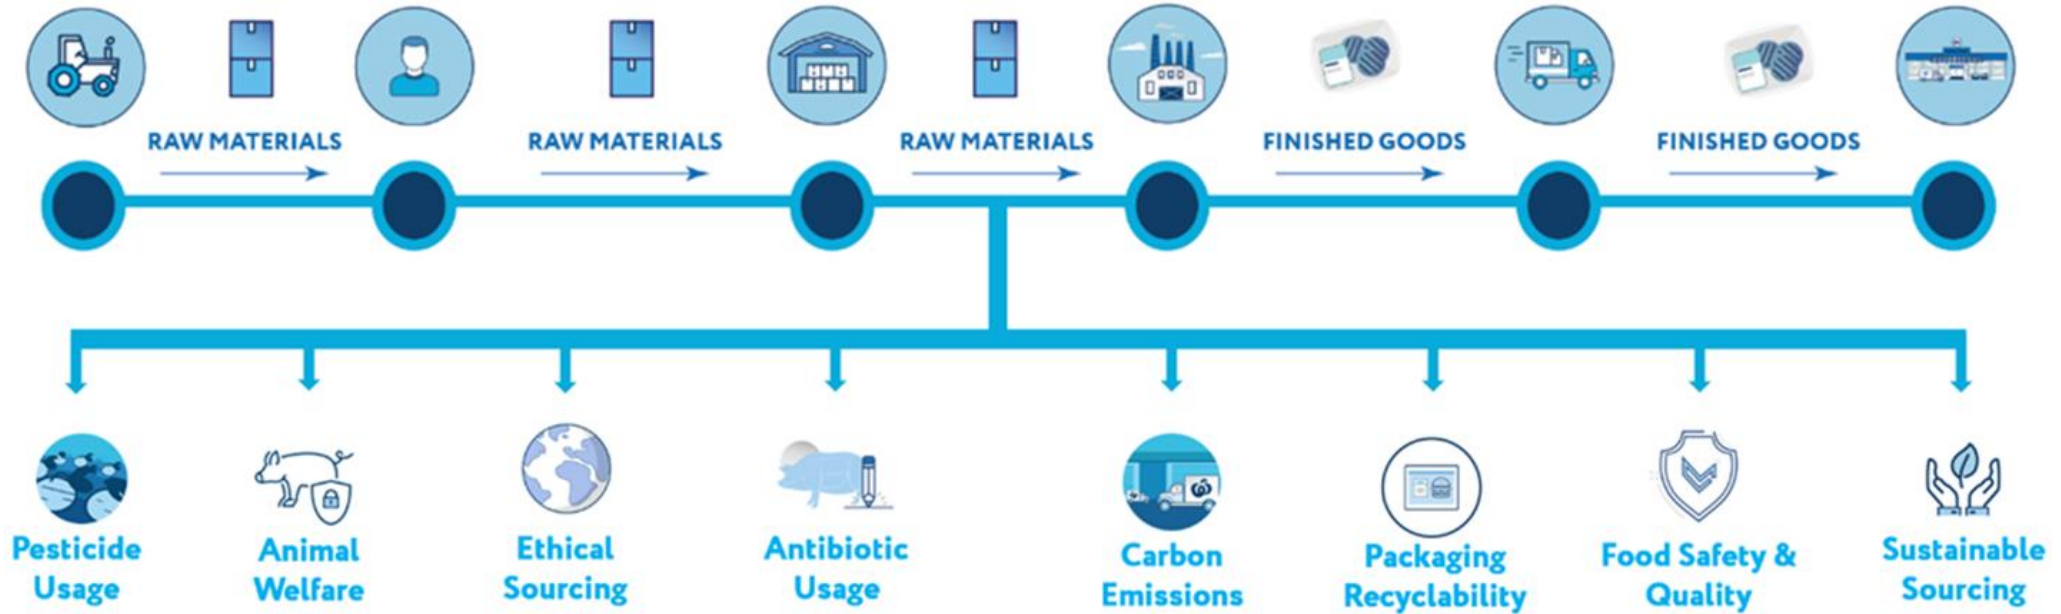 RAW MATERIALS
RAW MATERIALS
RAW MATERIALS
FINISHED GOODS
FINISHED GOODS
Pesticide
Usage
Animal
Welfare
Ethical
Sourcing
Antibiotic
Usage
Carbon
Emissions
Packaging
Recyclability
Food Safety &
Quality
Sustainable
Sourcing